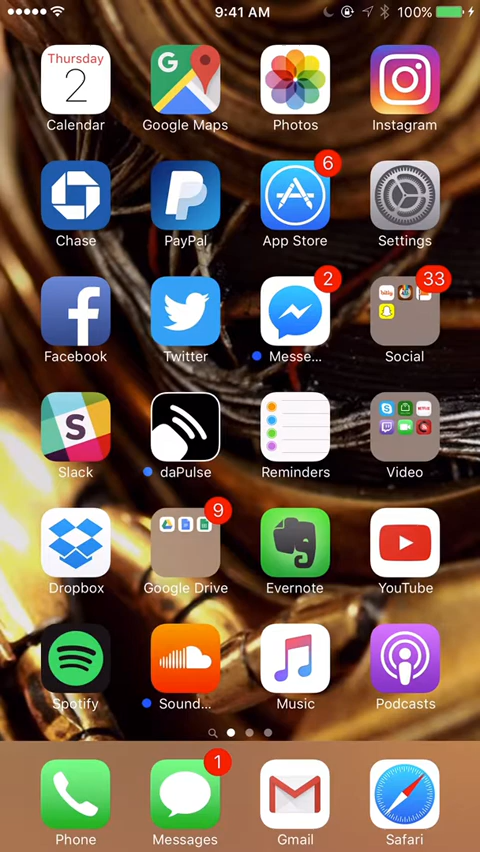 9:41 AM 100%
Thursday
2
Calendar Google Maps Photos Instagram
6
Chase PayPal App Store Settings
2 33
Facebook Twitter Messe... Social
S
Slack daPulse Reminders Video
9
Dropbox Google Drive Evernote YouTube
Spotify Sound... Music Podcasts
1
Phone Messages Gmail Safari